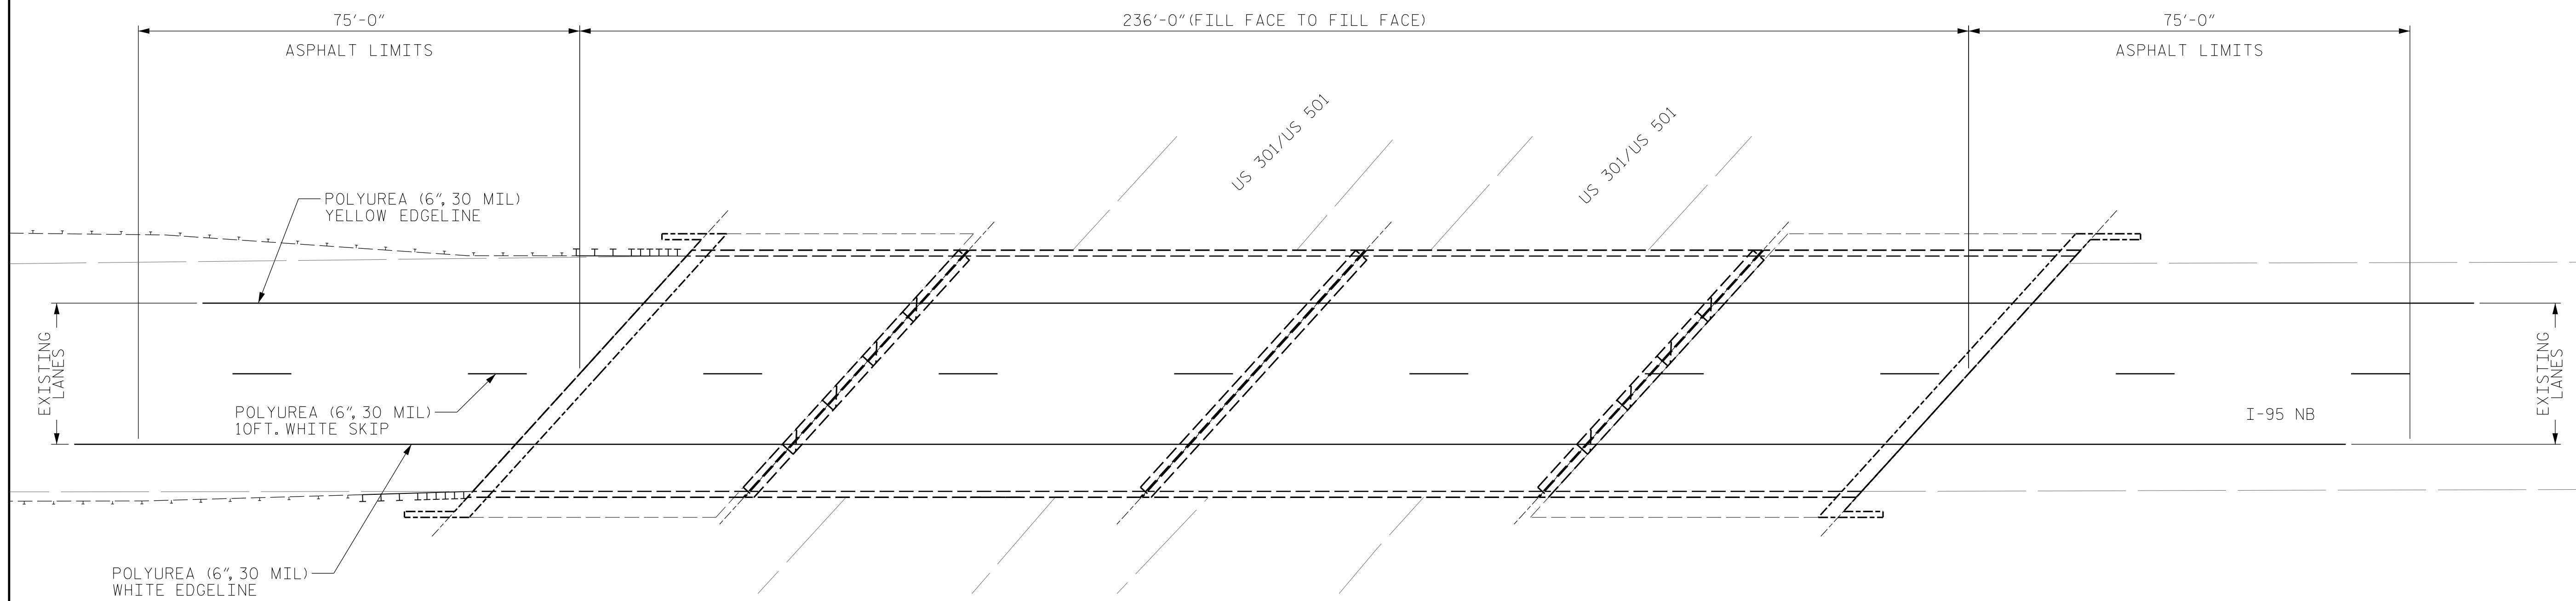 75'-0"
236'-0"(FILL FACE TO FILL FACE)
75'-0"
ASPHALT LIMITS
ASPHALT LIMITS
US 301/US 501
US 301/US 501
POLYUREA (6",30 MIL)
YELLOW EDGELINE
EXISTING
LANES
EXISTING
LANES
POLYUREA (6",30 MIL)
10FT. WHITE SKIP
I-95 NB
POLYUREA (6",30 MIL)
WHITE EDGELINE